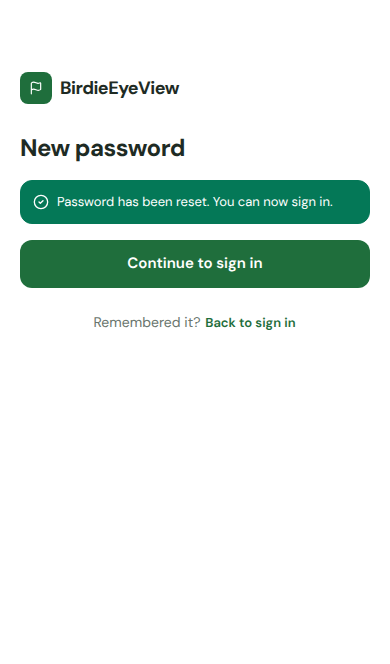 BirdieEyeView
New password
Password has been reset. You can now sign in.
Continue to sign in
Remembered it? Back to sign in